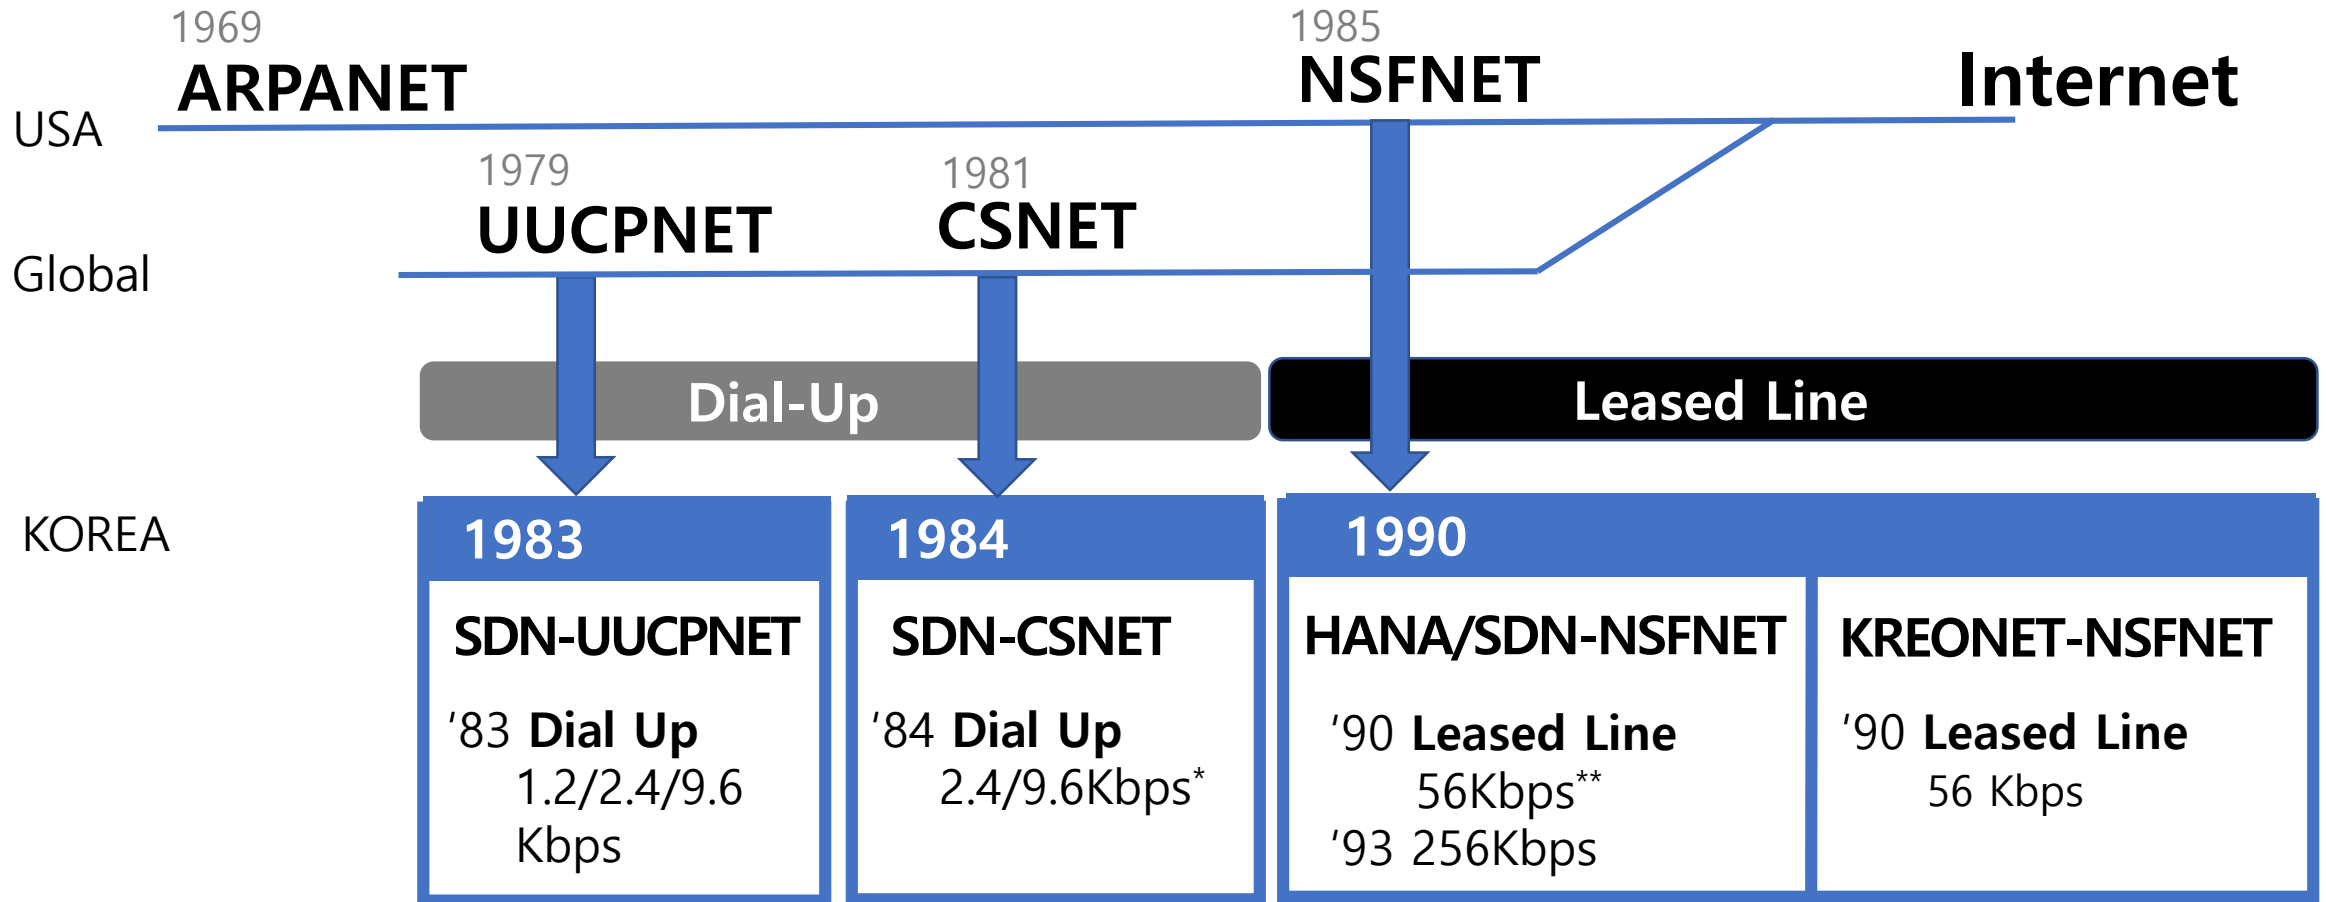 1969
ARPANET
1985
NSFNET
Internet
USA
1979
UUCPNET
1981
CSNET
Global
Dial-Up
Leased Line
KOREA
1983
1984
1990
SDN-UUCPNET
‘83 Dial Up
1.2/2.4/9.6
Kbps
SDN-CSNET
‘84 Dial Up
2.4/9.6Kbps*
HANA/SDN-NSFNET
‘90 Leased Line
56Kbps**
‘93 256Kbps
KREONET-NSFNET
‘90 Leased Line
56 Kbps